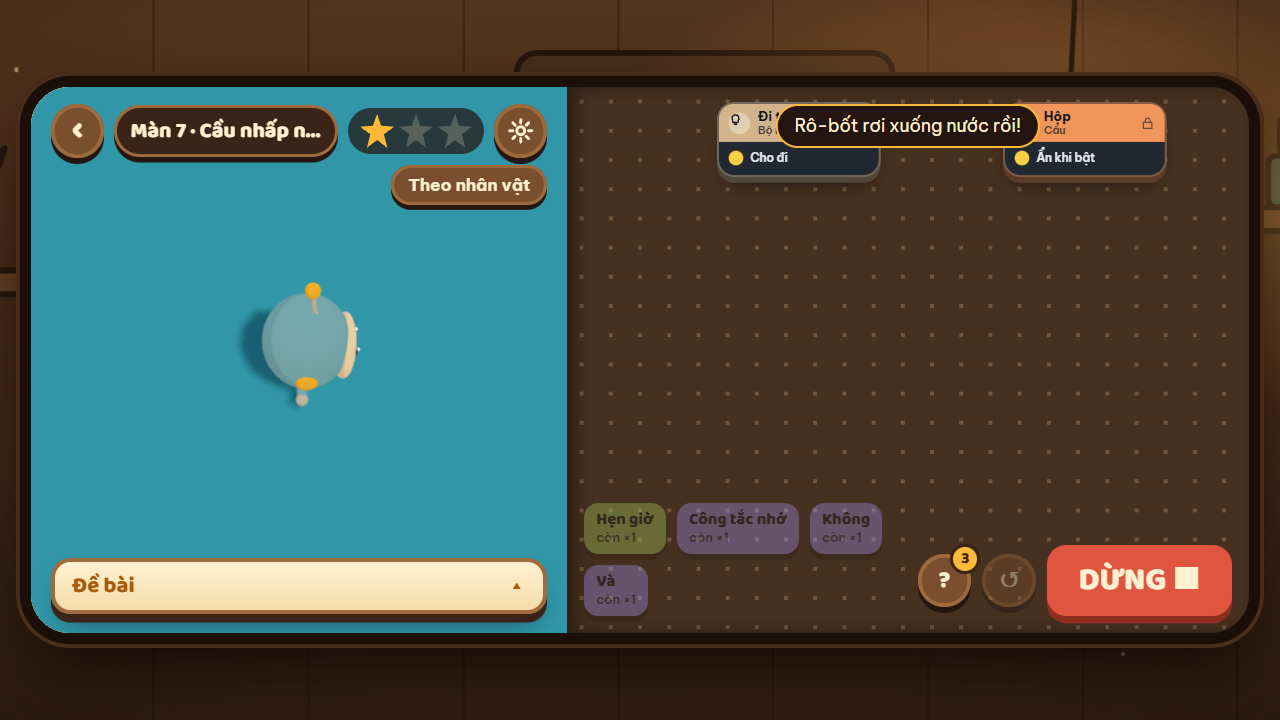 Màn 7 • Cầu nhấp n...
Theo nhân vật
Đi t
Bộ
Cho đi
Rô-bốt rơi xuống nước rồi!
Hộp
Cầu
Ẩn khi bật
Hẹn giờ
còn ×1
Công tắc nhớ
còn ×1
Không
còn ×1
Và
còn ×1
Đề bài
?
3
DỪNG